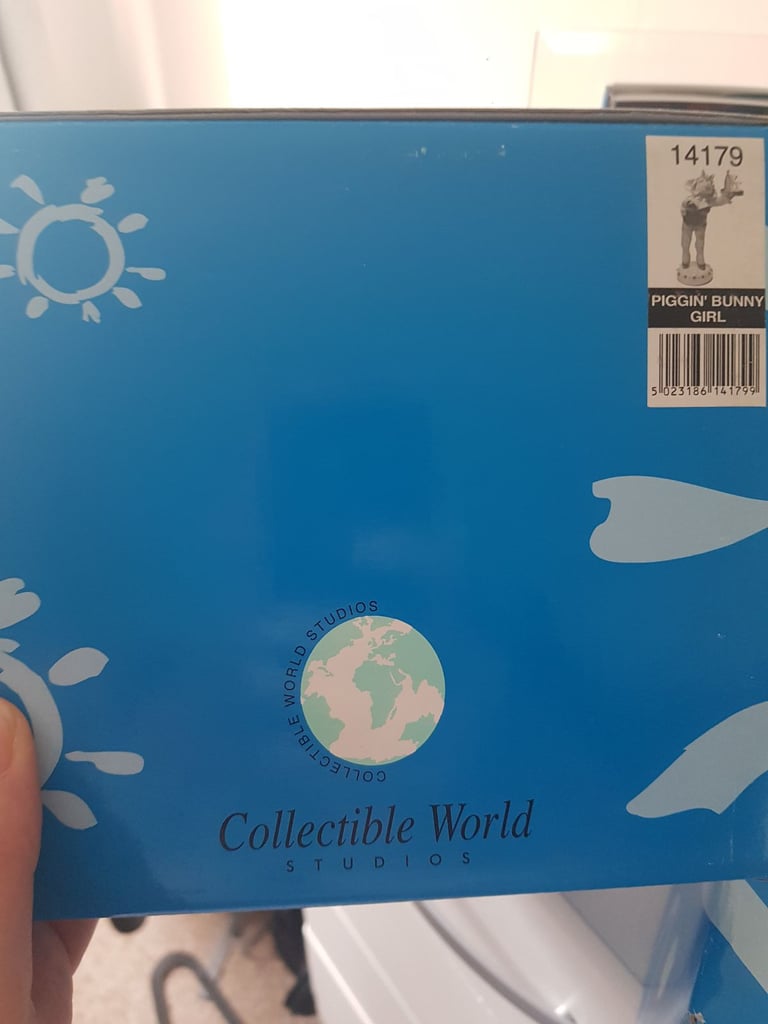 14179
PIGGIN' BUNNY
GIRL
5 023186 141799
COLLECTIBLE WORLD STUDIOS
Collectible World
STUDIOS